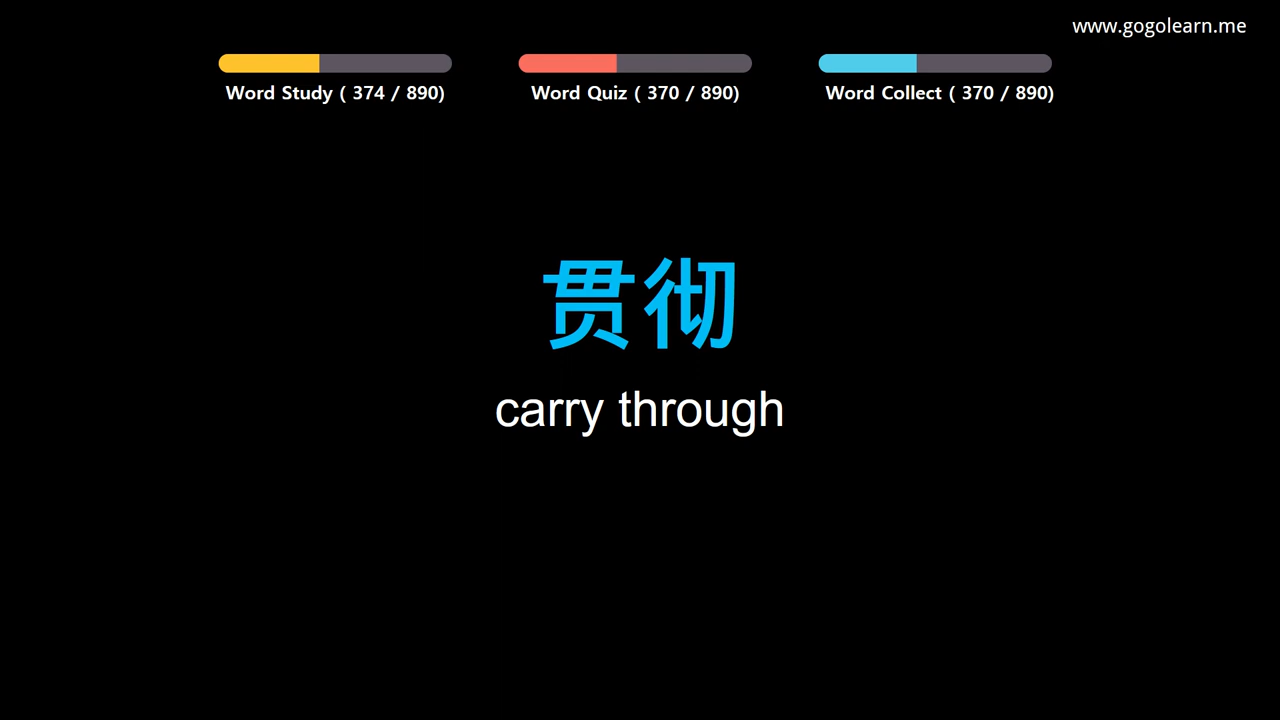 www.gogolearn.me
Word Study ( 374 / 890)
Word Quiz ( 370 / 890)
Word Collect ( 370 / 890)
贯彻
carry through